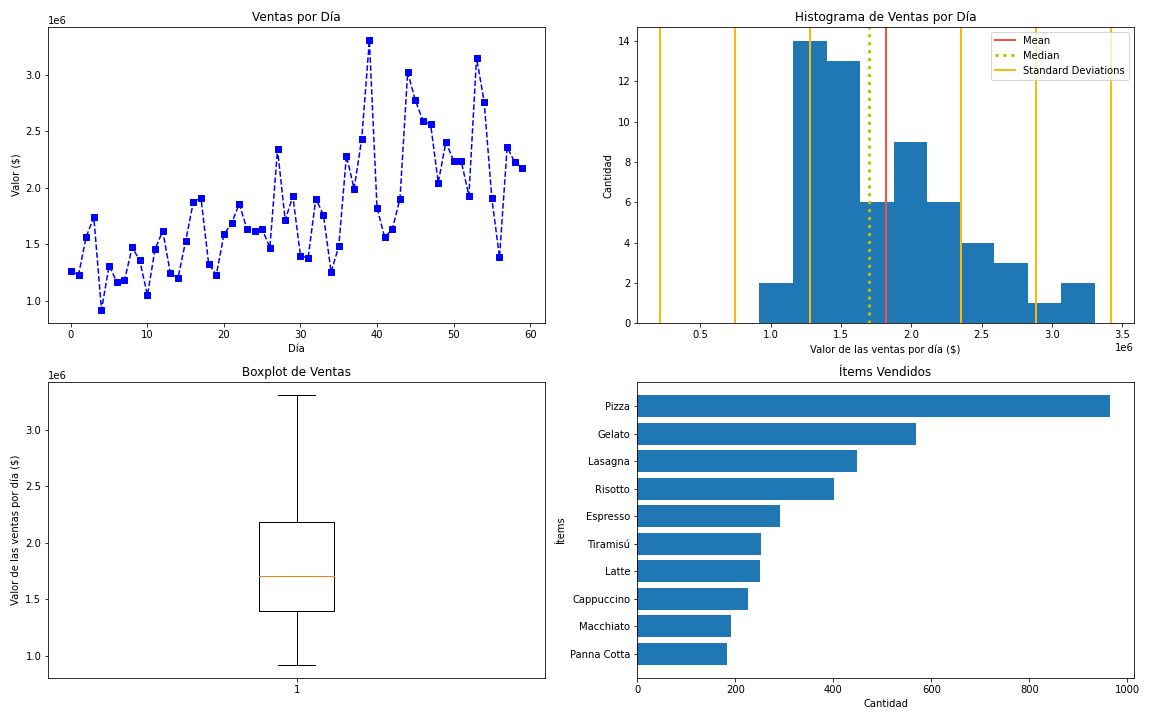 Ventas por Día
1e6
Valor ($)
3.0
2.5
2.0
1.5
1.0
0
10
20
30
40
50
60
Día
Histograma de Ventas por Día
Cantidad
14
12
10
8
6
4
2
0
Mean
Median
Standard Deviations
0.5
1.0
1.5
2.0
2.5
3.0
3.5
1e6
Valor de las ventas por día ($)
Boxplot de Ventas
1e6
Valor de las ventas por día ($)
3.0
2.5
2.0
1.5
1.0
1
Ítems Vendidos
Ítems
Pizza
Gelato
Lasagna
Risotto
Espresso
Tiramisú
Latte
Cappuccino
Macchiato
Panna Cotta
0
200
400
600
800
1000
Cantidad